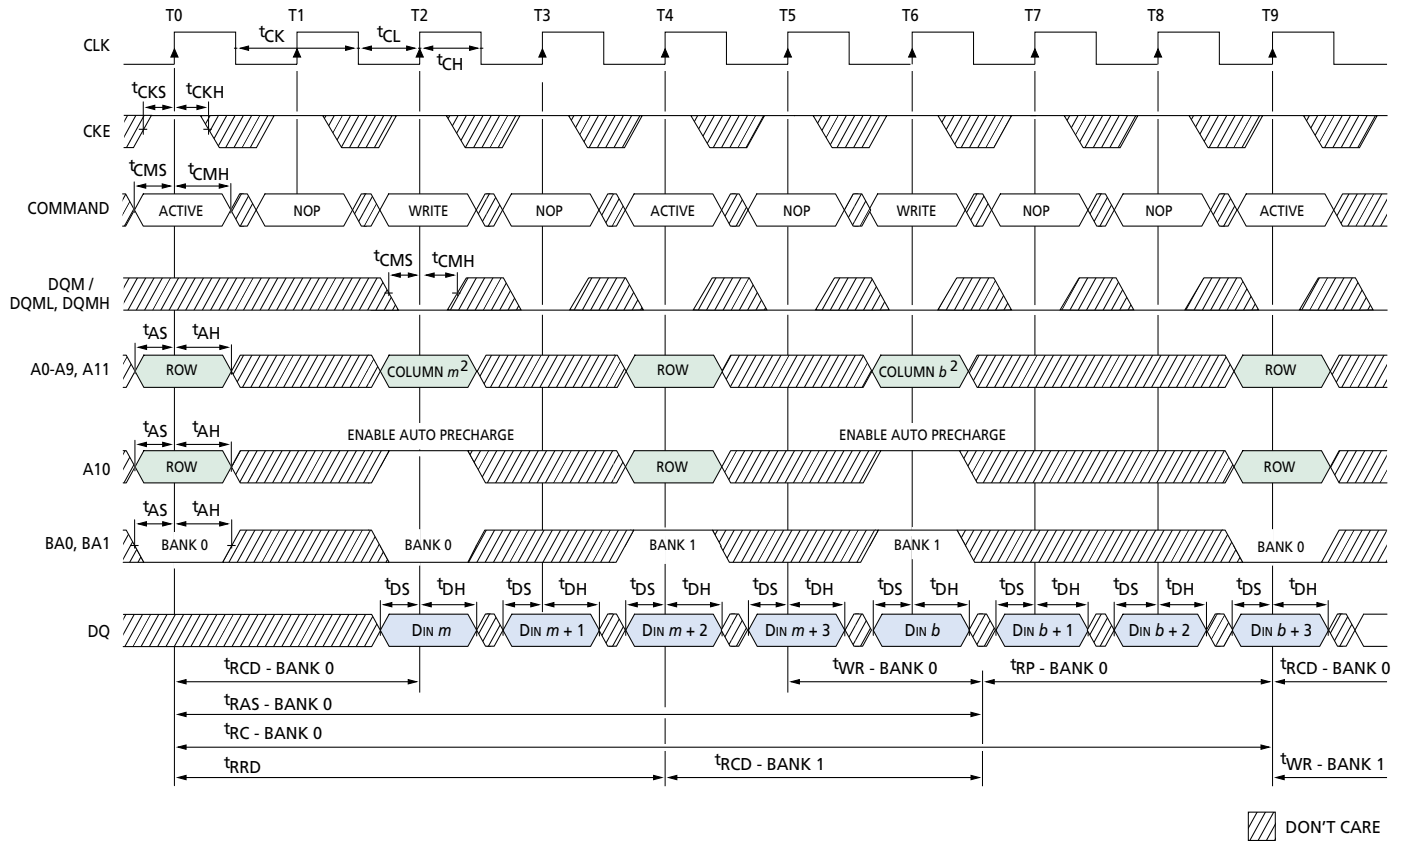 T0 T1 T2 T3 T4 T5 T6 T7 T8 T9
CLK
tCK tCL
tCH
tCKS tCKH
CKE
tCMS tCMH
COMMAND ACTIVE NOP WRITE NOP ACTIVE NOP WRITE NOP NOP ACTIVE
tCMS tCMH
DQM /
DQML, DQMH
tAS tAH
A0-A9, A11 ROW COLUMN m2 ROW COLUMN b 2 ROW
tAS tAH
ENABLE AUTO PRECHARGE ENABLE AUTO PRECHARGE
A10 ROW ROW ROW
tAS tAH
BA0, BA1 BANK 0 BANK 0 BANK 1 BANK 1 BANK 0
tDS tDH tDS tDH tDS tDH tDS tDH tDS tDH tDS tDH tDS tDH tDS tDH
DQ DIN m DIN m + 1 DIN m + 2 DIN m + 3 DIN b DIN b + 1 DIN b + 2 DIN b + 3
tRCD - BANK 0 tWR - BANK 0 tRP - BANK 0 tRCD - BANK 0
tRAS - BANK 0
tRC - BANK 0
tRRD tRCD - BANK 1 tWR - BANK 1
DON'T CARE